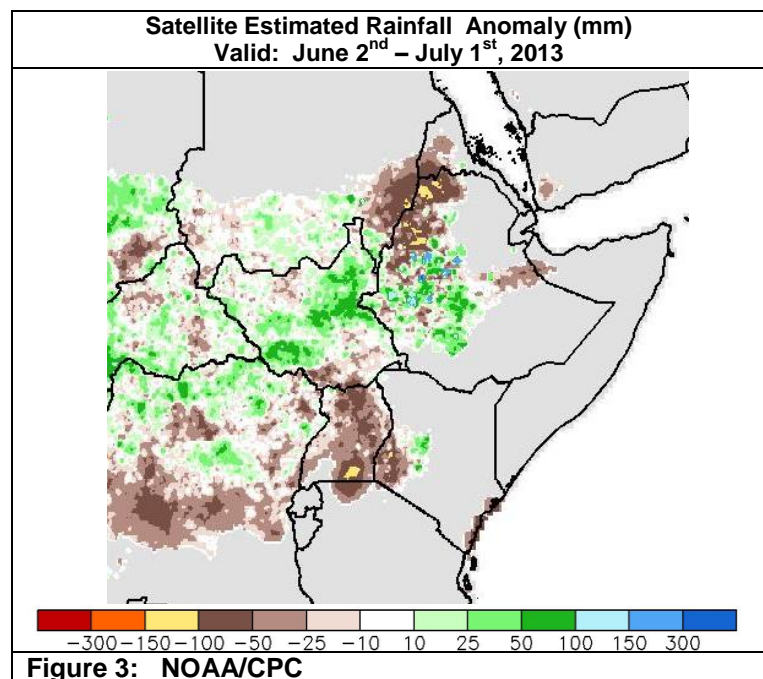 Satellite Estimated Rainfall Anomaly (mm)
Valid: June 2nd – July 1st, 2013
-300 -150 -100 -50 -25 -10 10 25 50 100 150 300
Figure 3: NOAA/CPC